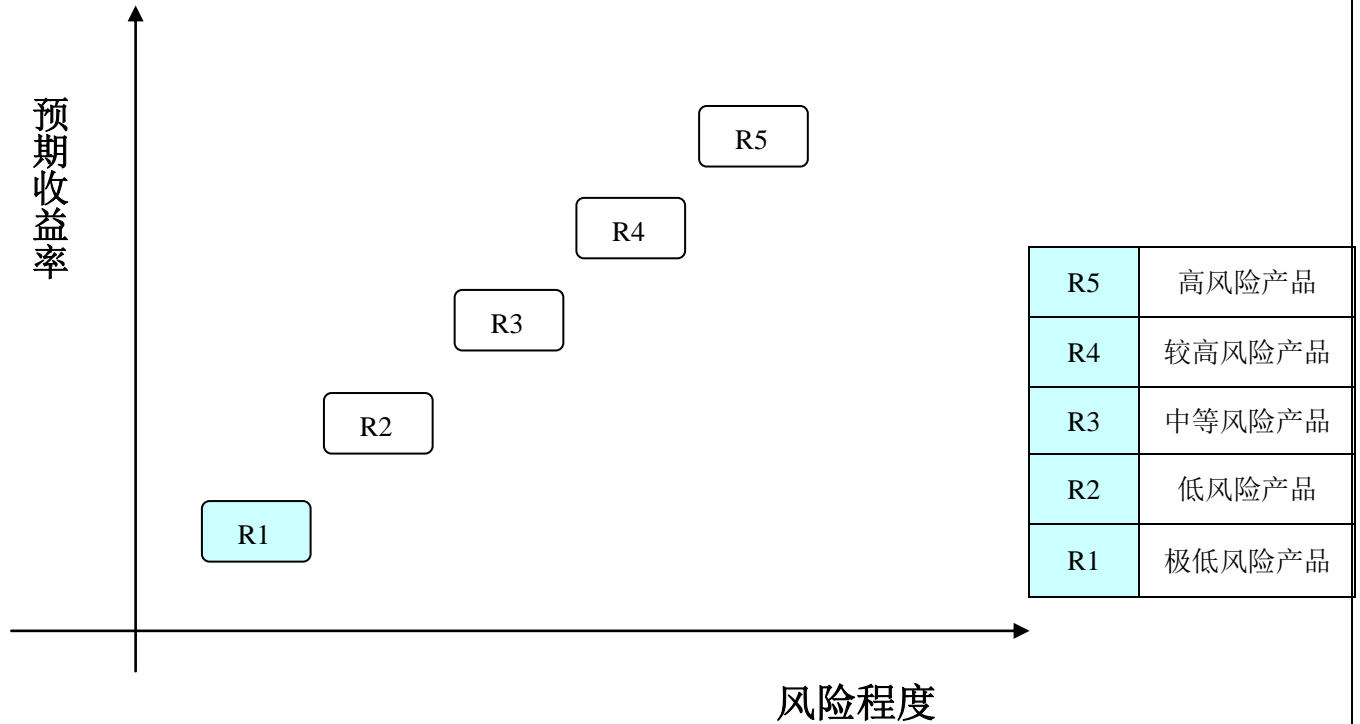 预期收益率
R5
R4
R3
R2
R1
风险程度
R5 高风险产品
R4 较高风险产品
R3 中等风险产品
R2 低风险产品
R1 极低风险产品